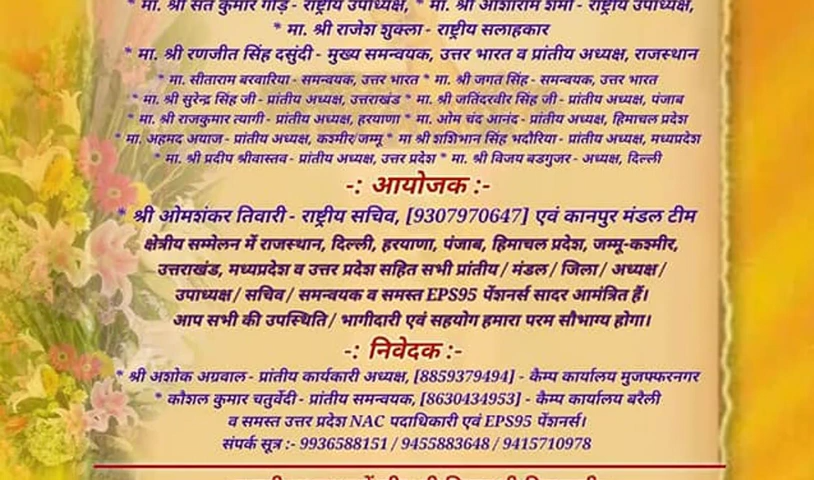 * मा. श्री संत कुमार गौड़ - राष्ट्रीय उपाध्यक्ष, * मा. श्री आशाराम शर्मा - राष्ट्रीय उपाध्यक्ष,
* मा. श्री राजेश शुक्ला - राष्ट्रीय सलाहकार
* मा. श्री रणजीत सिंह दसुंदी - मुख्य समन्वयक, उत्तर भारत व प्रांतीय अध्यक्ष, राजस्थान
* मा. सीताराम बरवारिया - समन्वयक, उत्तर भारत * मा. श्री जगत सिंह - समन्वयक, उत्तर भारत
* मा. श्री सुरेन्द्र सिंह जी - प्रांतीय अध्यक्ष, उत्तराखंड * मा. श्री जतिंदरवीर सिंह जी - प्रांतीय अध्यक्ष, पंजाब
* मा. श्री राजकुमार त्यागी - प्रांतीय अध्यक्ष, हरयाणा * मा. ओम चंद आनंद - प्रांतीय अध्यक्ष, हिमाचल प्रदेश
* मा. अहमद अयाज - प्रांतीय अध्यक्ष, कश्मीर/जम्मू * मा श्री शशिभान सिंह भदौरिया - प्रांतीय अध्यक्ष, मध्यप्रदेश
* मा. श्री प्रदीप श्रीवास्तव - प्रांतीय अध्यक्ष, उत्तर प्रदेश * मा. श्री विजय बडगुजर - अध्यक्ष, दिल्ली
-: आयोजक :-
* श्री ओमशंकर तिवारी - राष्ट्रीय सचिव, [9307970647] एवं कानपुर मंडल टीम
क्षेत्रीय सम्मेलन में राजस्थान, दिल्ली, हरयाणा, पंजाब, हिमाचल प्रदेश, जम्मू-कश्मीर,
उत्तराखंड, मध्यप्रदेश व उत्तर प्रदेश सहित सभी प्रांतीय / मंडल / जिला / अध्यक्ष /
उपाध्यक्ष / सचिव / समन्वयक व समस्त EPS95 पेंशनर्स सादर आमंत्रित हैं।
आप सभी की उपस्थिति / भागीदारी एवं सहयोग हमारा परम सौभाग्य होगा।
-: निवेदक :-
* श्री अशोक अग्रवाल - प्रांतीय कार्यकारी अध्यक्ष, [8859379494] - कैम्प कार्यालय मुजफ्फरनगर
* कौशल कुमार चतुर्वेदी - प्रांतीय समन्वयक, [8630434953] - कैम्प कार्यालय बरैली
व समस्त उत्तर प्रदेश NAC पदाधिकारी एवं EPS95 पेंशनर्स।
संपर्क सूत्र :- 9936588151 / 9455883648 / 9415710978